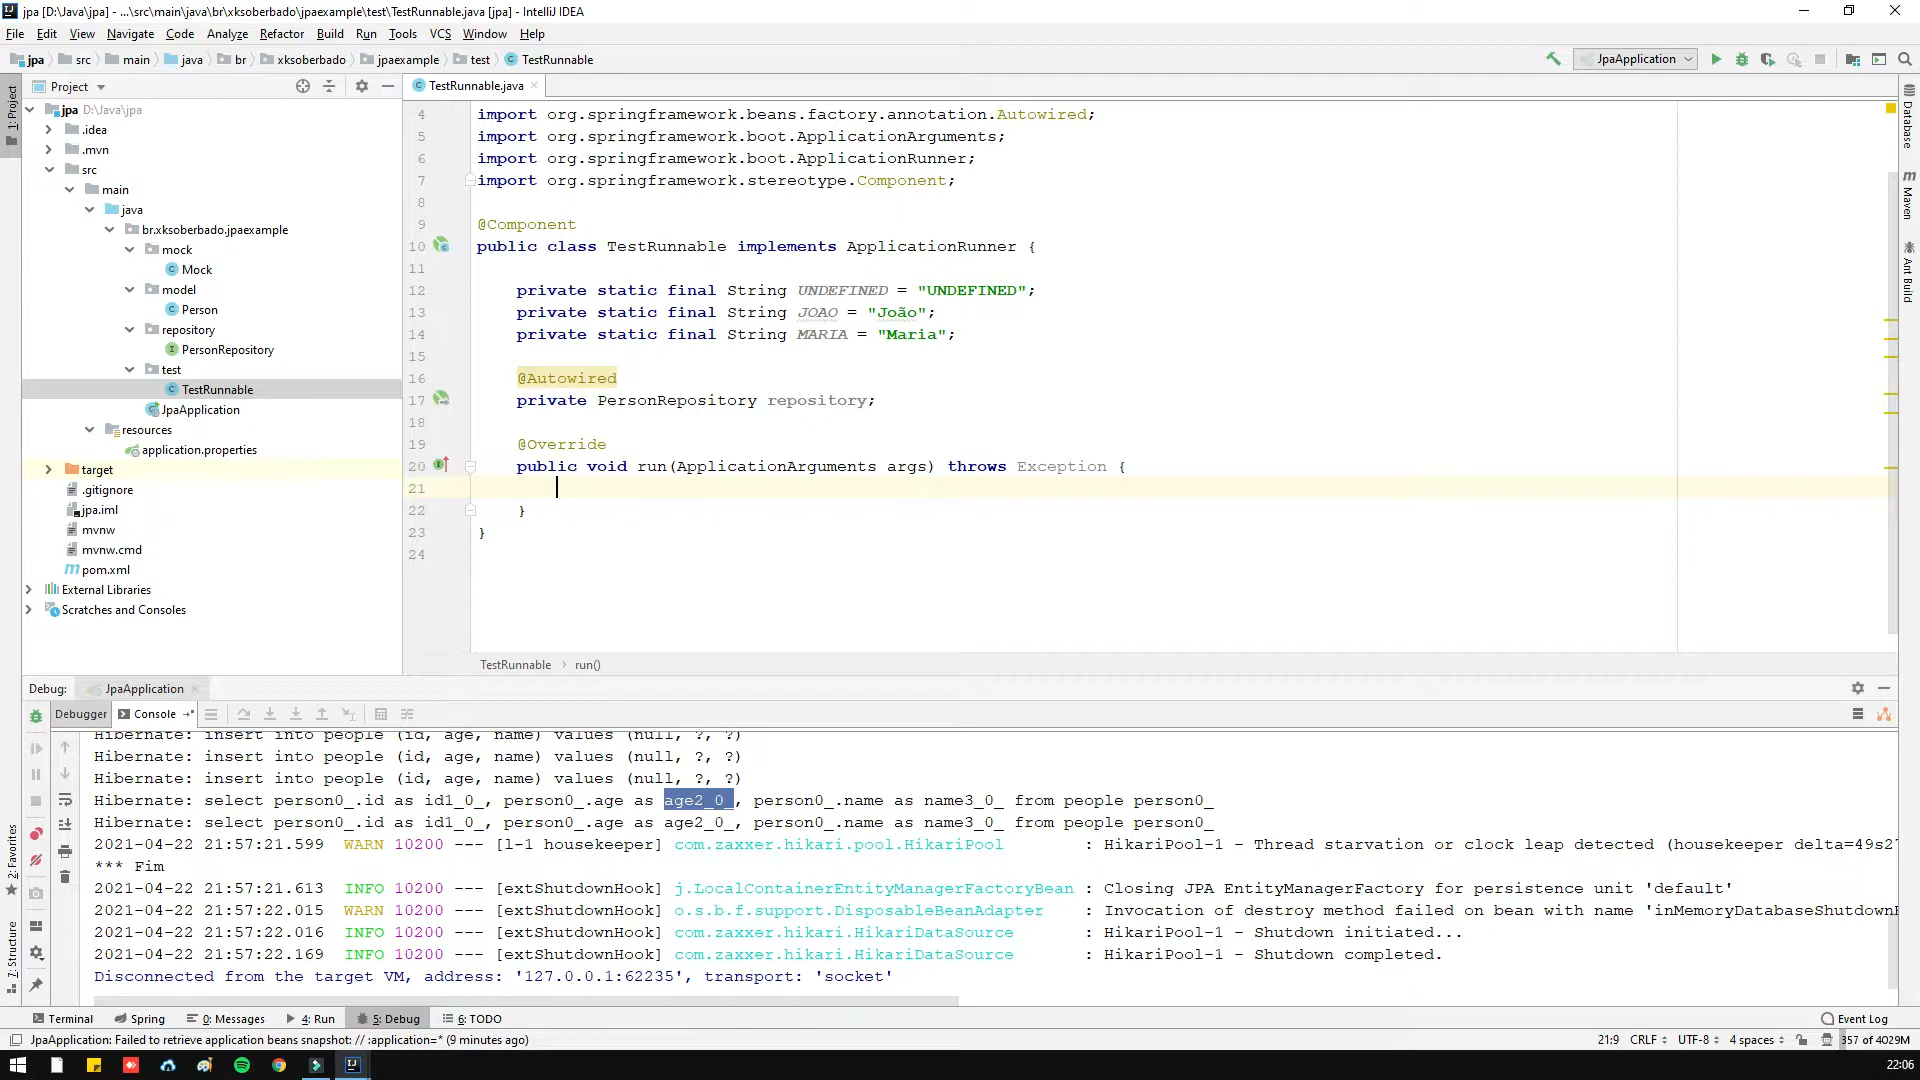 jpa [D:\Java\jpa] - ...\src\main\java\br\xksoberbado\jpaexample\test\TestRunnable.java [jpa] - IntelliJ IDEA
File Edit View Navigate Code Analyze Refactor Build Run Tools VCS Window Help
jpa src main java br xksoberbado jpaexample test TestRunnable JpaApplication
Project
TestRunnable.java
1: Project
jpa D:\Java\jpa
.idea
.mvn
src
main
java
br.xksoberbado.jpaexample
mock
Mock
model
Person
repository
PersonRepository
test
TestRunnable
JpaApplication
resources
application.properties
target
.gitignore
jpa.iml
mvnw
mvnw.cmd
pom.xml
External Libraries
Scratches and Consoles
4 import org.springframework.beans.factory.annotation.Autowired;
5 import org.springframework.boot.ApplicationArguments;
6 import org.springframework.boot.ApplicationRunner;
7 import org.springframework.stereotype.Component;
8
9 @Component
10 public class TestRunnable implements ApplicationRunner {
11
12 private static final String UNDEFINED = "UNDEFINED";
13 private static final String JOAO = "João";
14 private static final String MARIA = "Maria";
15
16 @Autowired
17 private PersonRepository repository;
18
19 @Override
20 public void run(ApplicationArguments args) throws Exception {
21
22 }
23 }
24
TestRunnable run()
Database
Maven
Ant Build
Debug: JpaApplication
Debugger Console
Hibernate: insert into people (id, age, name) values (null, ?, ?)
Hibernate: insert into people (id, age, name) values (null, ?, ?)
Hibernate: insert into people (id, age, name) values (null, ?, ?)
Hibernate: select person0_.id as id1_0_, person0_.age as age2_0_, person0_.name as name3_0_ from people person0_
Hibernate: select person0_.id as id1_0_, person0_.age as age2_0_, person0_.name as name3_0_ from people person0_
2021-04-22 21:57:21.599 WARN 10200 --- [l-1 housekeeper] com.zaxxer.hikari.pool.HikariPool : HikariPool-1 - Thread starvation or clock leap detected (housekeeper delta=49s2
*** Fim
2021-04-22 21:57:21.613 INFO 10200 --- [extShutdownHook] j.LocalContainerEntityManagerFactoryBean : Closing JPA EntityManagerFactory for persistence unit 'default'
2021-04-22 21:57:22.015 WARN 10200 --- [extShutdownHook] o.s.b.f.support.DisposableBeanAdapter : Invocation of destroy method failed on bean with name 'inMemoryDatabaseShutdown
2021-04-22 21:57:22.016 INFO 10200 --- [extShutdownHook] com.zaxxer.hikari.HikariDataSource : HikariPool-1 - Shutdown initiated...
2021-04-22 21:57:22.169 INFO 10200 --- [extShutdownHook] com.zaxxer.hikari.HikariDataSource : HikariPool-1 - Shutdown completed.
Disconnected from the target VM, address: '127.0.0.1:62235', transport: 'socket'
2: Favorites
7: Structure
Terminal Spring 0: Messages 4: Run 5: Debug 6: TODO Event Log
JpaApplication: Failed to retrieve application beans snapshot: // :application=* (9 minutes ago) 21:9 CRLF UTF-8 4 spaces 357 of 4029M
22:06